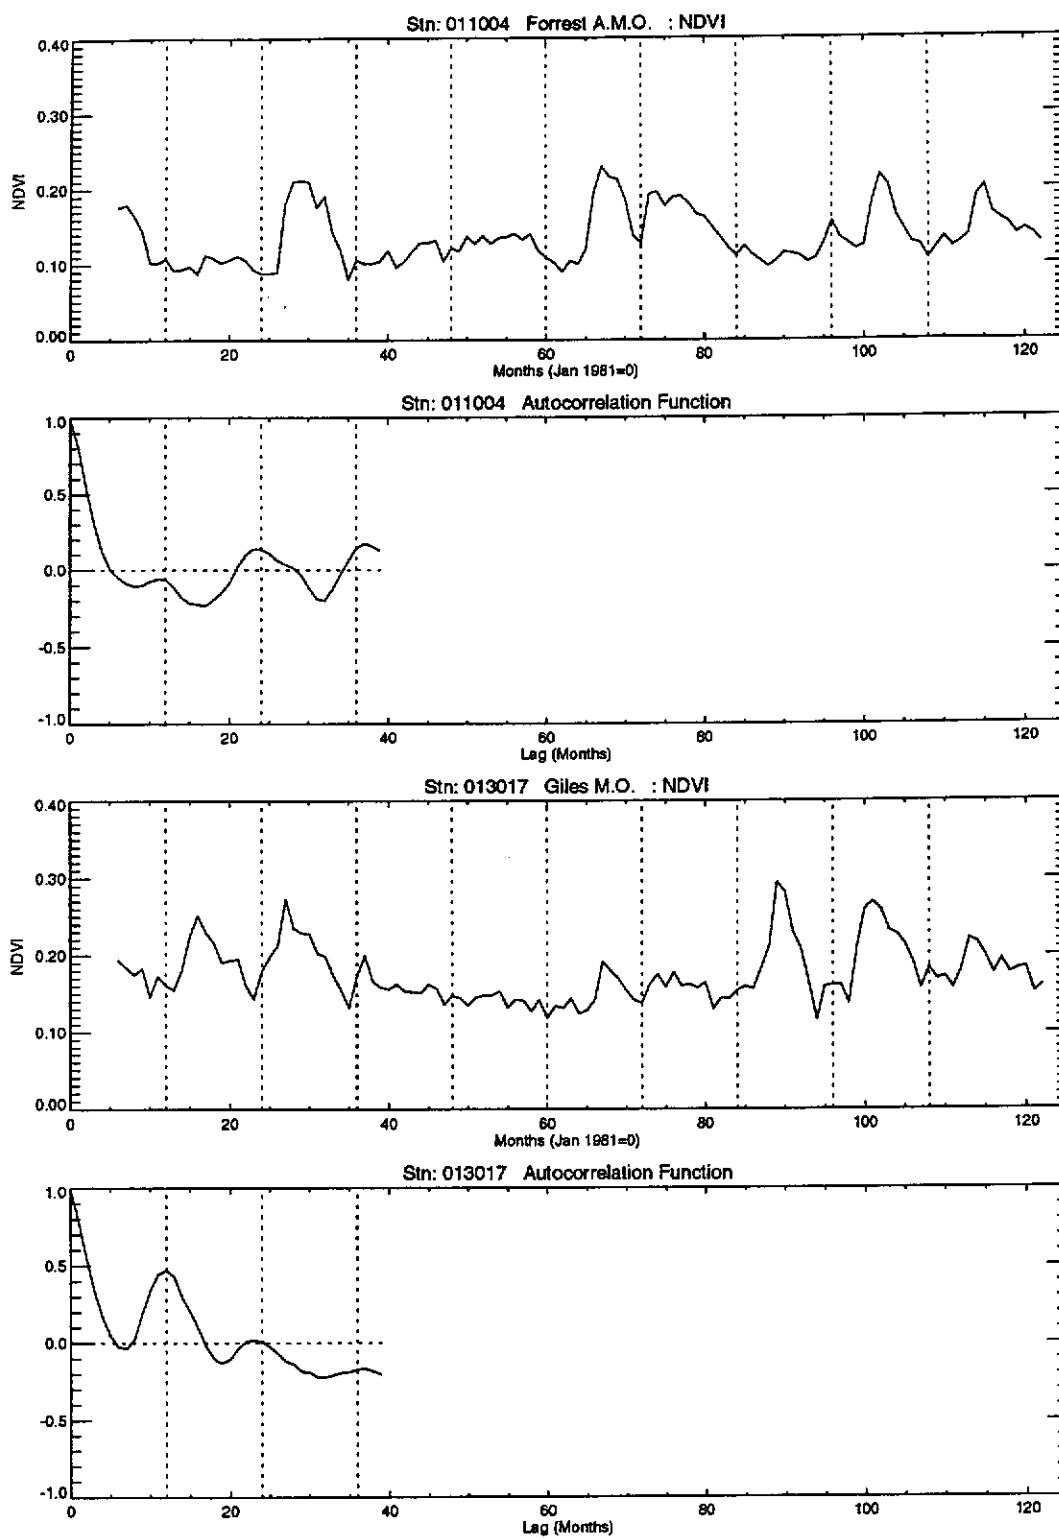 Stn: 011004 Forrest A.M.O. : NDVI
0.40
0.30
0.20
0.10
0.00
NDVI
0 20 40 60 80 100 120
Months (Jan 1981=0)
Stn: 011004 Autocorrelation Function
1.0
0.5
0.0
-0.5
-1.0
0 20 40 60 80 100 120
Lag (Months)
Stn: 013017 Giles M.O. : NDVI
0.40
0.30
0.20
0.10
0.00
NDVI
0 20 40 60 80 100 120
Months (Jan 1981=0)
Stn: 013017 Autocorrelation Function
1.0
0.5
0.0
-0.5
-1.0
0 20 40 60 80 100 120
Lag (Months)